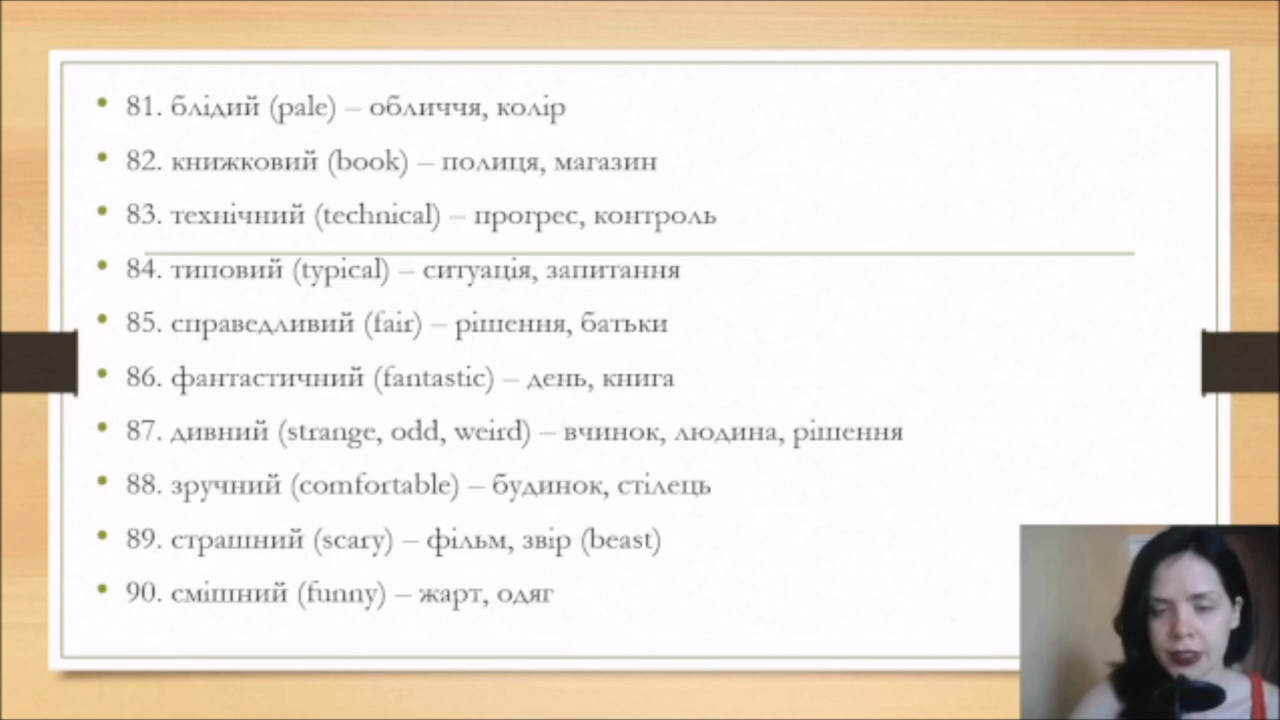 • 81. блідий (pale) – обличчя, колір
• 82. книжковий (book) – полиця, магазин
• 83. технічний (technical) – прогрес, контроль
• 84. типовий (typical) – ситуація, запитання
• 85. справедливий (fair) – рішення, батьки
• 86. фантастичний (fantastic) – день, книга
• 87. дивний (strange, odd, weird) – вчинок, людина, рішення
• 88. зручний (comfortable) – будинок, стілець
• 89. страшний (scary) – фільм, звір (beast)
• 90. смішний (funny) – жарт, одяг